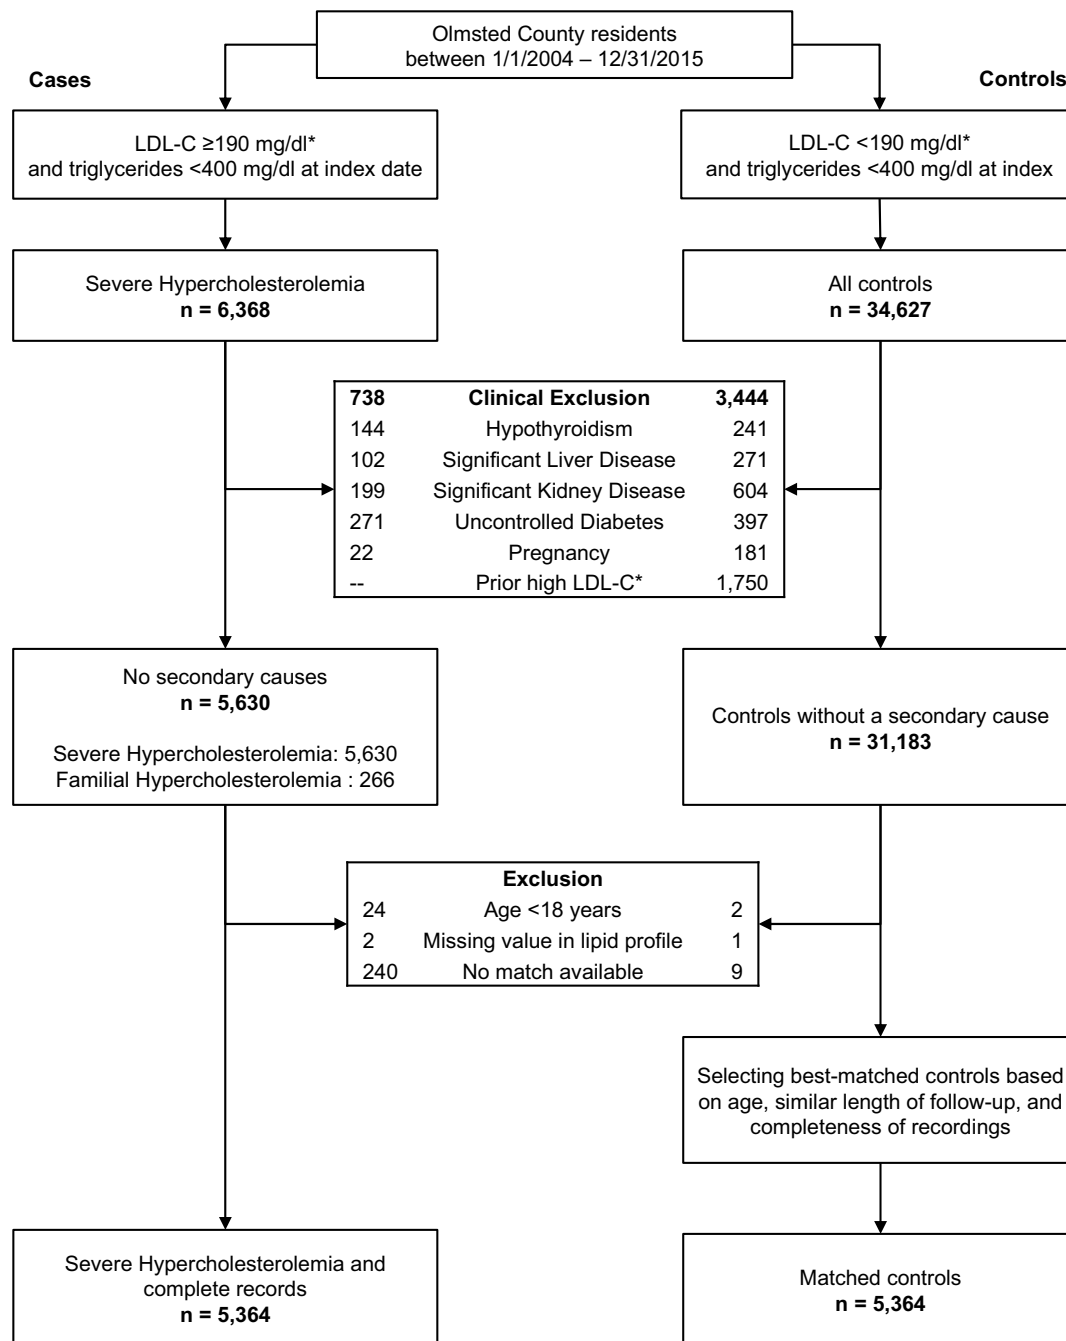 Olmsted County residents
between 1/1/2004 – 12/31/2015
Cases
Controls
LDL-C ≥190 mg/dl*
and triglycerides <400 mg/dl at index date
LDL-C <190 mg/dl*
and triglycerides <400 mg/dl at index
Severe Hypercholesterolemia
n = 6,368
All controls
n = 34,627
738 Clinical Exclusion 3,444
144 Hypothyroidism 241
102 Significant Liver Disease 271
199 Significant Kidney Disease 604
271 Uncontrolled Diabetes 397
22 Pregnancy 181
-- Prior high LDL-C* 1,750
No secondary causes
n = 5,630
Severe Hypercholesterolemia: 5,630
Familial Hypercholesterolemia : 266
Controls without a secondary cause
n = 31,183
Exclusion
24 Age <18 years 2
2 Missing value in lipid profile 1
240 No match available 9
Selecting best-matched controls based
on age, similar length of follow-up, and
completeness of recordings
Severe Hypercholesterolemia and
complete records
n = 5,364
Matched controls
n = 5,364